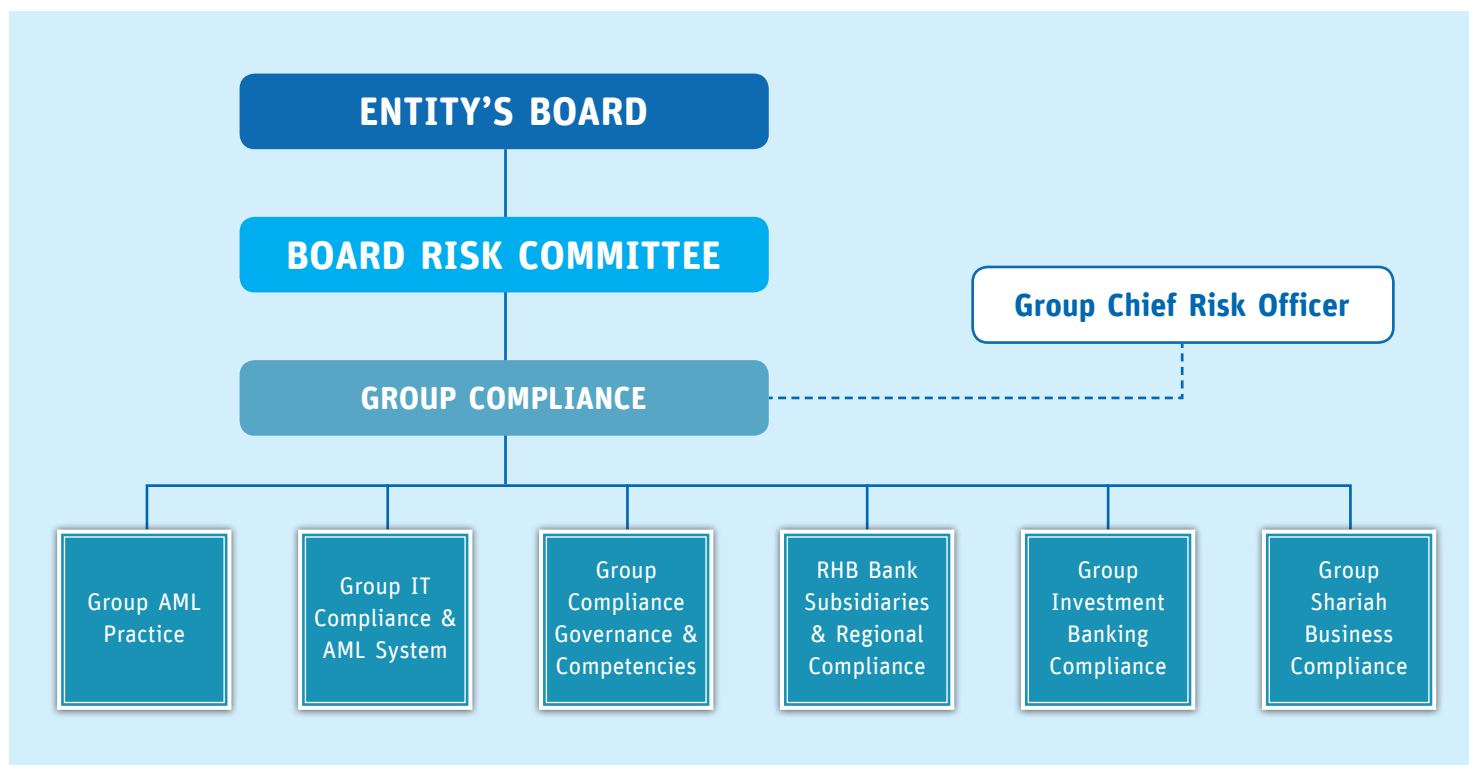 ENTITY’S BOARD
BOARD RISK COMMITTEE
Group Chief Risk Officer
GROUP COMPLIANCE
Group AML
Practice
Group IT
Compliance &
AML System
Group
Compliance
Governance &
Competencies
RHB Bank
Subsidiaries
& Regional
Compliance
Group
Investment
Banking
Compliance
Group
Shariah
Business
Compliance